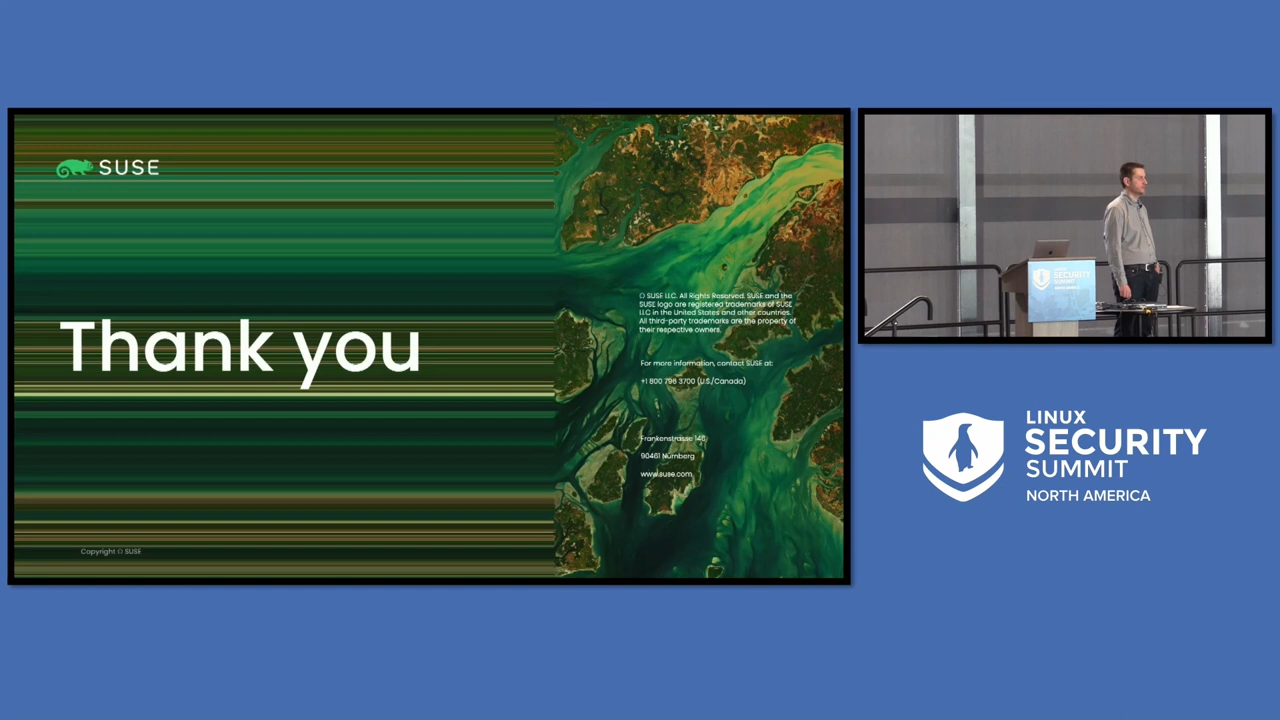 SUSE
Thank you
© SUSE LLC. All Rights Reserved. SUSE and the
SUSE logo are registered trademarks of SUSE
LLC in the United States and other countries.
All third-party trademarks are the property of
their respective owners.
For more information, contact SUSE at:
+1 800 796 3700 (U.S./Canada)
Frankenstrasse 146
90461 Nürnberg
www.suse.com
Copyright © SUSE
LINUX
SECURITY
SUMMIT
NORTH AMERICA
LINUX
SECURITY
SUMMIT
NORTH AMERICA